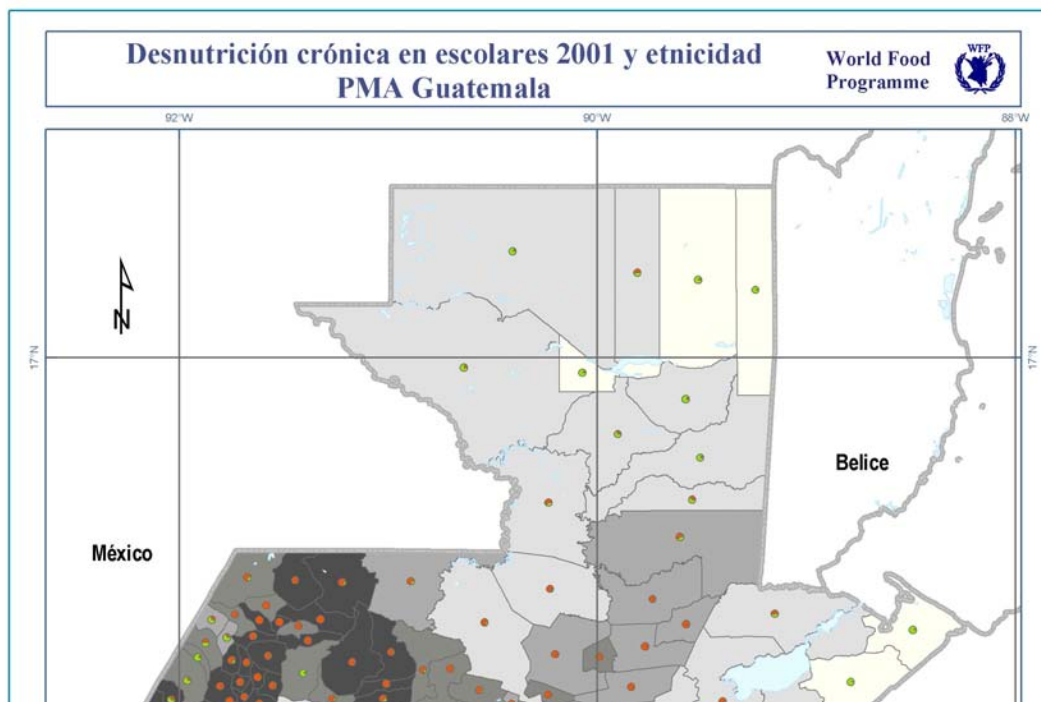 Desnutrición crónica en escolares 2001 y etnicidad
PMA Guatemala
World Food
Programme
WFP
92°W
90°W
88°W
N
17°N
17°N
Belice
México